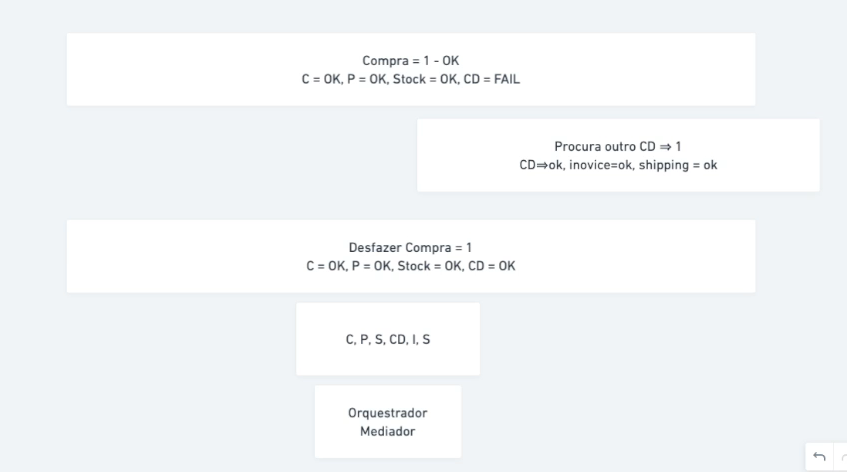 Compra = 1 - OK
C = OK, P = OK, Stock = OK, CD = FAIL
Procura outro CD ⇒ 1
CD⇒ok, inovice=ok, shipping = ok
Desfazer Compra = 1
C = OK, P = OK, Stock = OK, CD = OK
C, P, S, CD, I, S
Orquestrador
Mediador